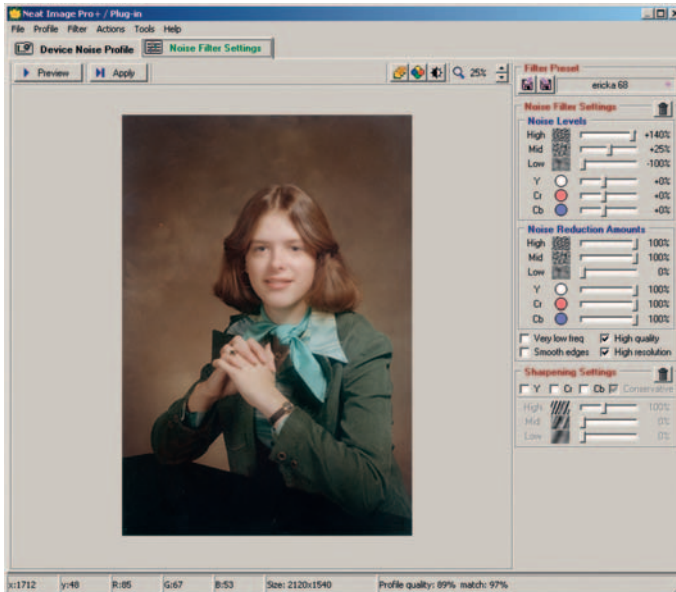 Neat Image Pro+ / Plug-in
File Profile Filter Actions Tools Help
Device Noise Profile Noise Filter Settings
Preview Apply 25%
Filter Preset
ericka 68
Noise Filter Settings
Noise Levels
High +140%
Mid +25%
Low -100%
Y +0%
Cr +0%
Cb +0%
Noise Reduction Amounts
High 100%
Mid 100%
Low 0%
Y 100%
Cr 100%
Cb 100%
Very low freq High quality
Smooth edges High resolution
Sharpening Settings
Y Cr Cb Conservative
High 100%
Mid 0%
Low 0%
x:1712 y:48 R:85 G:67 B:53 Size: 2120x1540 Profile quality: 89% match: 97%